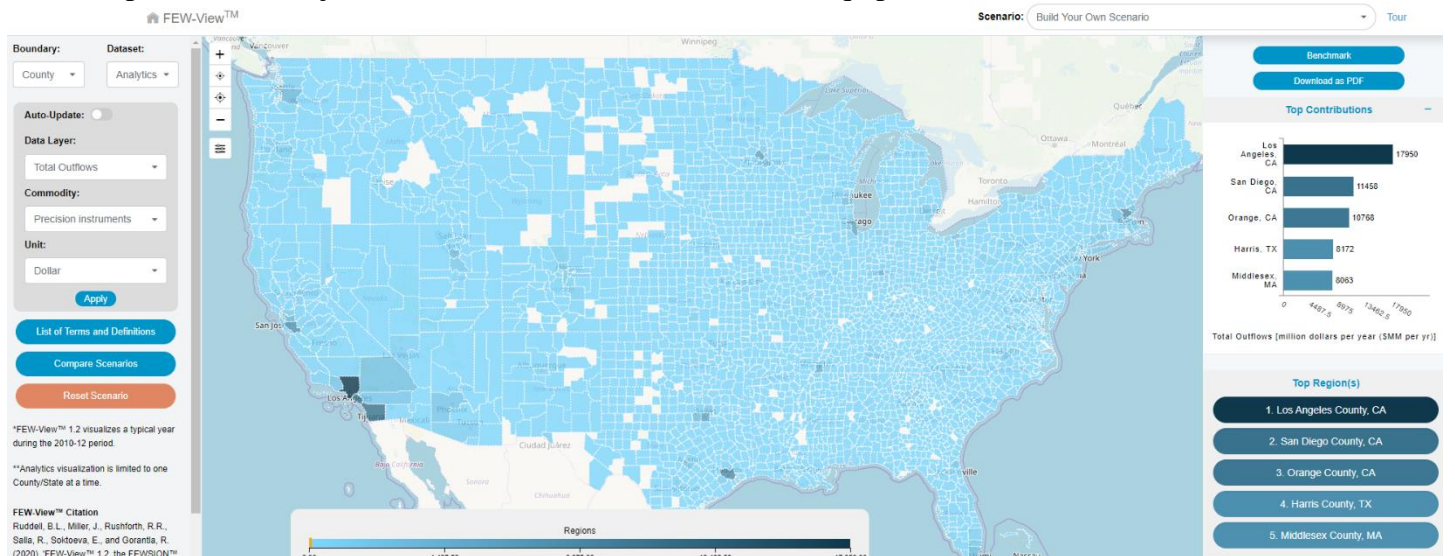 FEW-View™
Scenario:
Build Your Own Scenario
Tour
Boundary:
Dataset:
County
Analytics
Auto-Update:
Data Layer:
Total Outflows
Commodity:
Precision instruments
Unit:
Dollar
Apply
List of Terms and Definitions
Compare Scenarios
Reset Scenario
*FEW-View™ 1.2 visualizes a typical year
during the 2010-12 period.
**Analytics visualization is limited to one
County/State at a time.
FEW-View™ Citation
Ruddell, B.L., Miller, J., Rushforth, R.R.,
Salla, R., Soktoeva, E., and Gorantla, R.
(2020). 'FEW-View™ 1.2, the FEWSION™
Vancouver
Winnipeg
Lake Superior
Québec
Ottawa
Montréal
Toronto
Hamilton
San Jos
Los An
Ciudad Juárez
Baja California
Sonora
Chihuahua
Nassau
Regions
Benchmark
Download as PDF
Top Contributions
Los
Angeles,
CA
17950
San Diego,
CA
11458
Orange, CA
10768
Harris, TX
8172
Middlesex,
MA
8063
0
4487.5
8975
13462.5
17950
Total Outflows [million dollars per year ($MM per yr)]
Top Region(s)
1. Los Angeles County, CA
2. San Diego County, CA
3. Orange County, CA
4. Harris County, TX
5. Middlesex County, MA